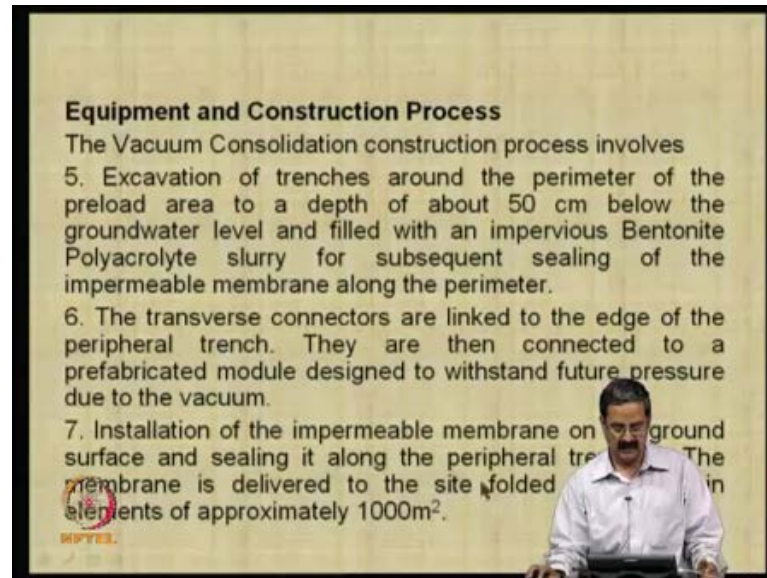 Equipment and Construction Process
The Vacuum Consolidation construction process involves
5. Excavation of trenches around the perimeter of the
preload area to a depth of about 50 cm below the
groundwater level and filled with an impervious Bentonite
Polyacrolyte slurry for subsequent sealing of the
impermeable membrane along the perimeter.
6. The transverse connectors are linked to the edge of the
peripheral trench. They are then connected to a
prefabricated module designed to withstand future pressure
due to the vacuum.
7. Installation of the impermeable membrane on ground
surface and sealing it along the peripheral The
membrane is delivered to the site folded in
elements of approximately 1000m².
NPTEL